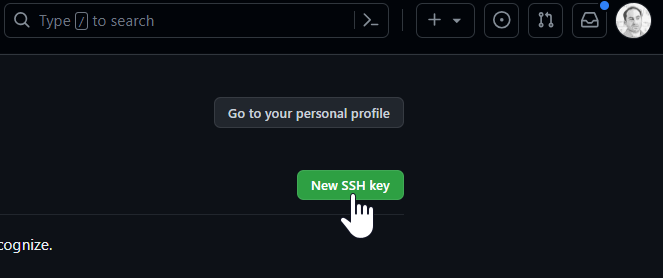 Type / to search
Go to your personal profile
New SSH key
cognize.